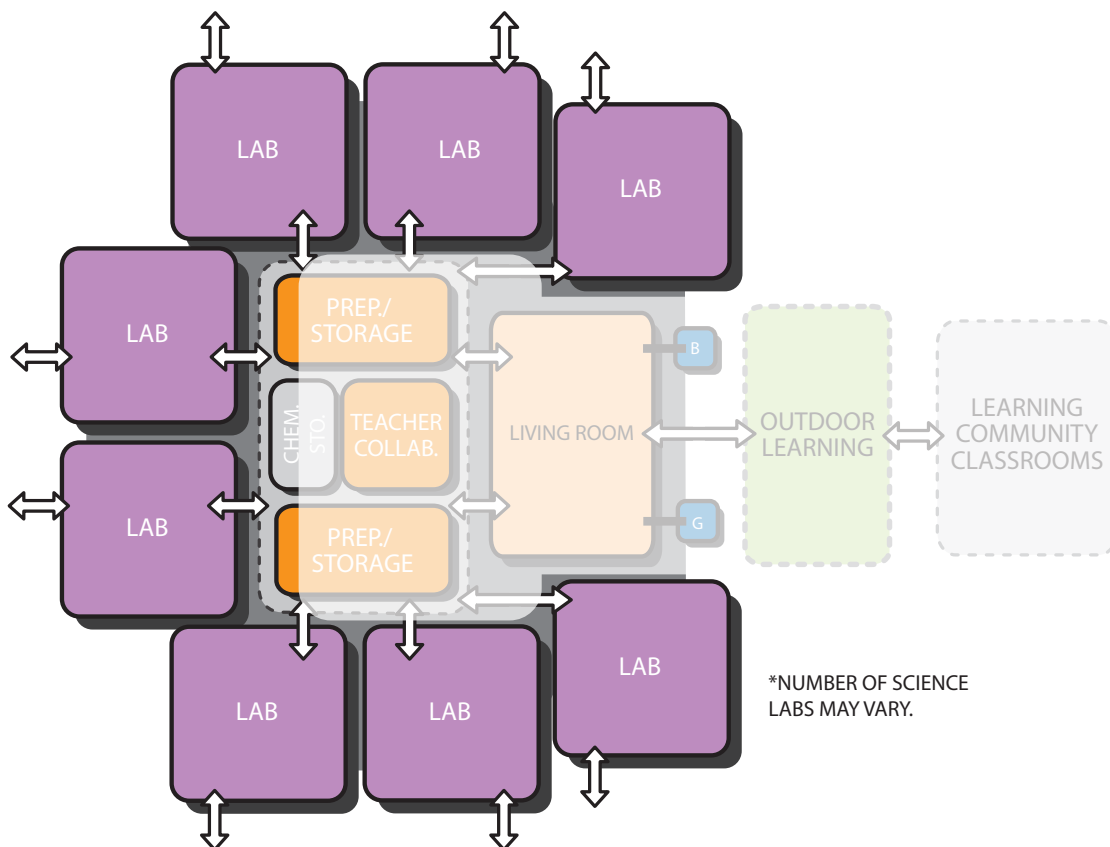 LAB
LAB
LAB
LAB
PREP./
STORAGE
B
CHEM.
STO.
TEACHER
COLLAB.
LIVING ROOM
OUTDOOR
LEARNING
LEARNING
COMMUNITY
CLASSROOMS
LAB
G
PREP./
STORAGE
LAB
LAB
LAB
*NUMBER OF SCIENCE
LABS MAY VARY.